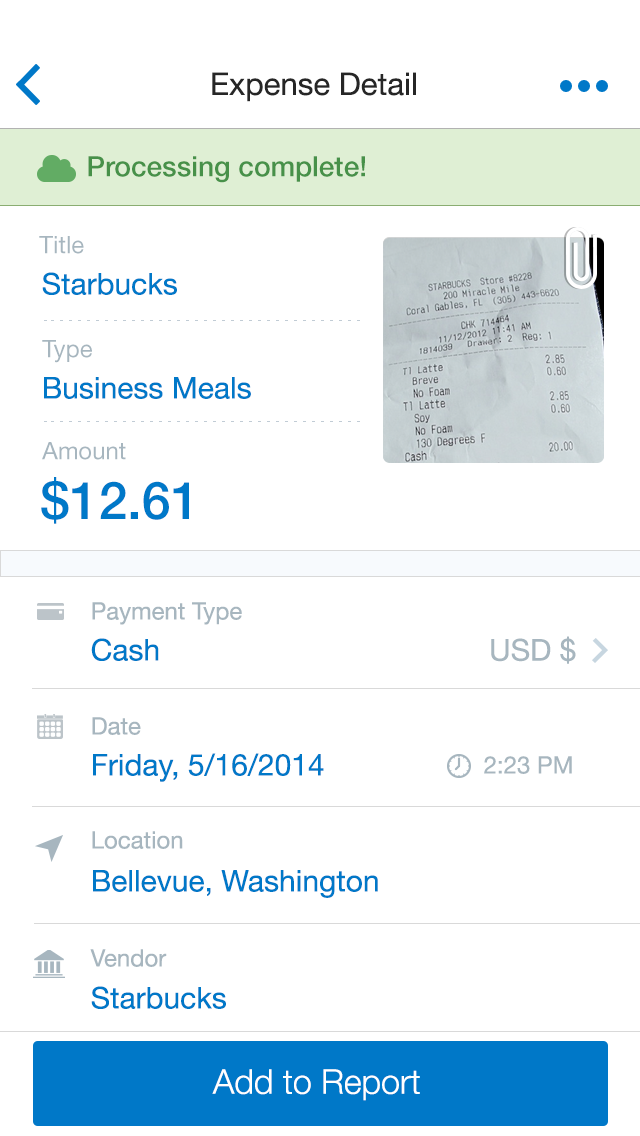 Expense Detail
Processing complete!
Title
Starbucks
Type
Business Meals
Amount
$12.61
STARBUCKS Store #8228
200 Miracle Mile
Coral Gables, FL (305) 443-6620
CHK 714464
11/12/2012 11:41 AM
1814039 Drawer: 2 Reg: 1
Tl Latte 2.85
Breve 0.60
No Foam
Tl Latte 2.85
Soy 0.60
No Foam
130 Degrees F
Cash 20.00
Payment Type
Cash USD $
Date
Friday, 5/16/2014 2:23 PM
Location
Bellevue, Washington
Vendor
Starbucks
Add to Report